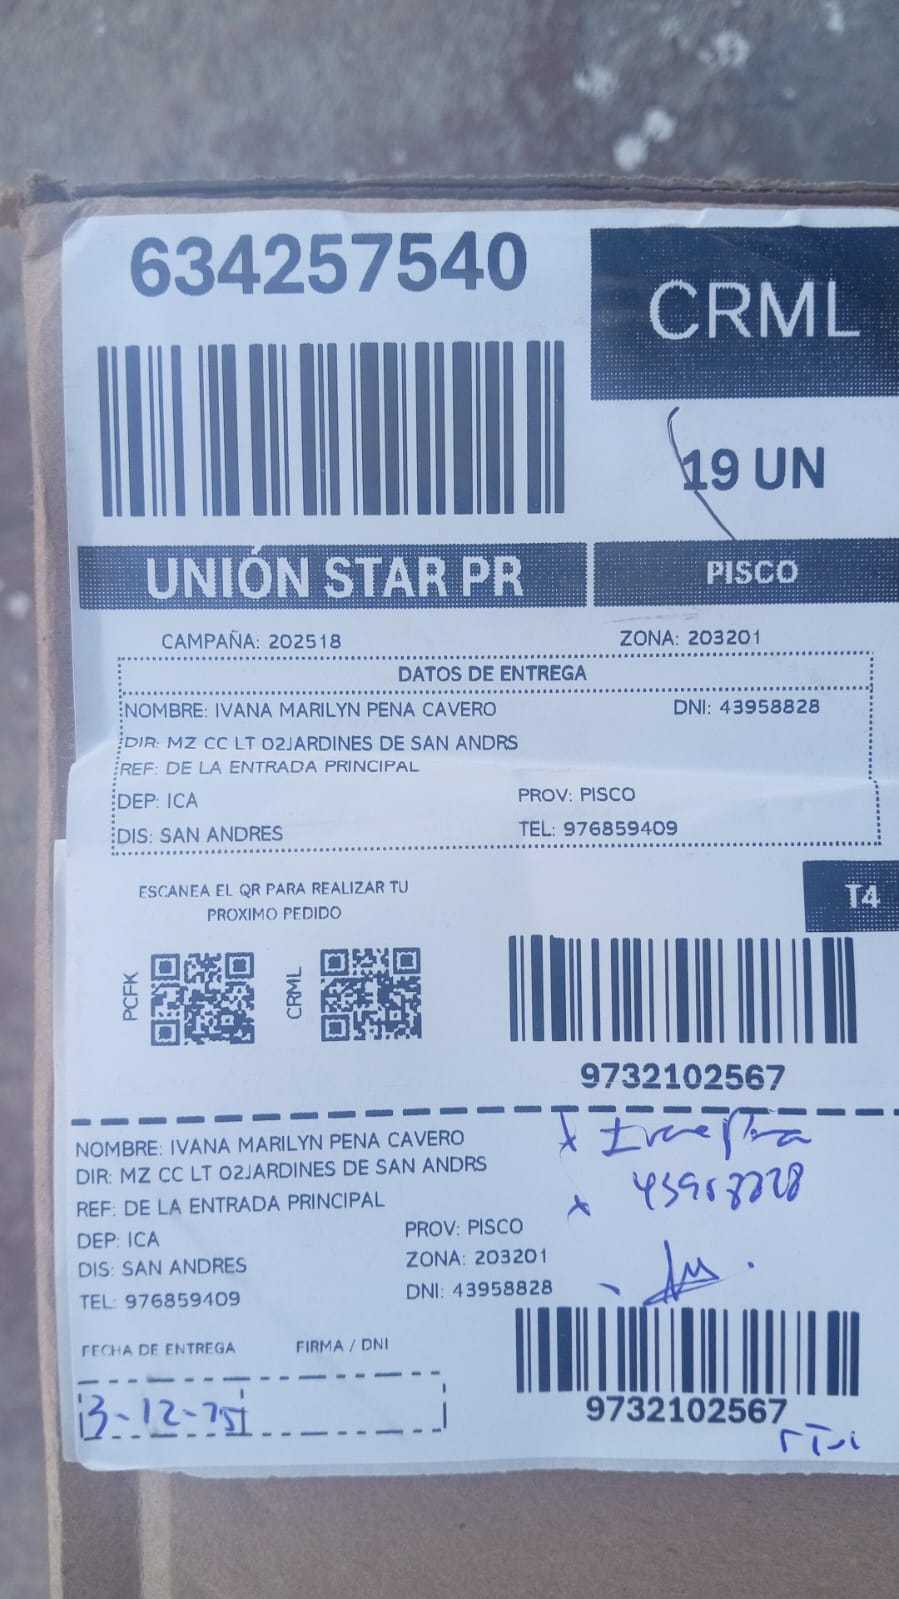 634257540
CRML
19 UN
UNIÓN STAR PR
PISCO
CAMPAÑA: 202518
ZONA: 203201
DATOS DE ENTREGA
NOMBRE: IVANA MARILYN PENA CAVERO
DNI: 43958828
DIR: MZ CC LT 02JARDINES DE SAN ANDRS
REF: DE LA ENTRADA PRINCIPAL
DEP: ICA
PROV: PISCO
DIS: SAN ANDRES
TEL: 976859409
ESCANEA EL QR PARA REALIZAR TU
PROXIMO PEDIDO
T4
PCFK
CRML
9732102567
NOMBRE: IVANA MARILYN PENA CAVERO
DIR: MZ CC LT 02JARDINES DE SAN ANDRS
REF: DE LA ENTRADA PRINCIPAL
DEP: ICA
PROV: PISCO
DIS: SAN ANDRES
ZONA: 203201
TEL: 976859409
DNI: 43958828
FECHA DE ENTREGA
FIRMA / DNI
3-12-25
9732102567